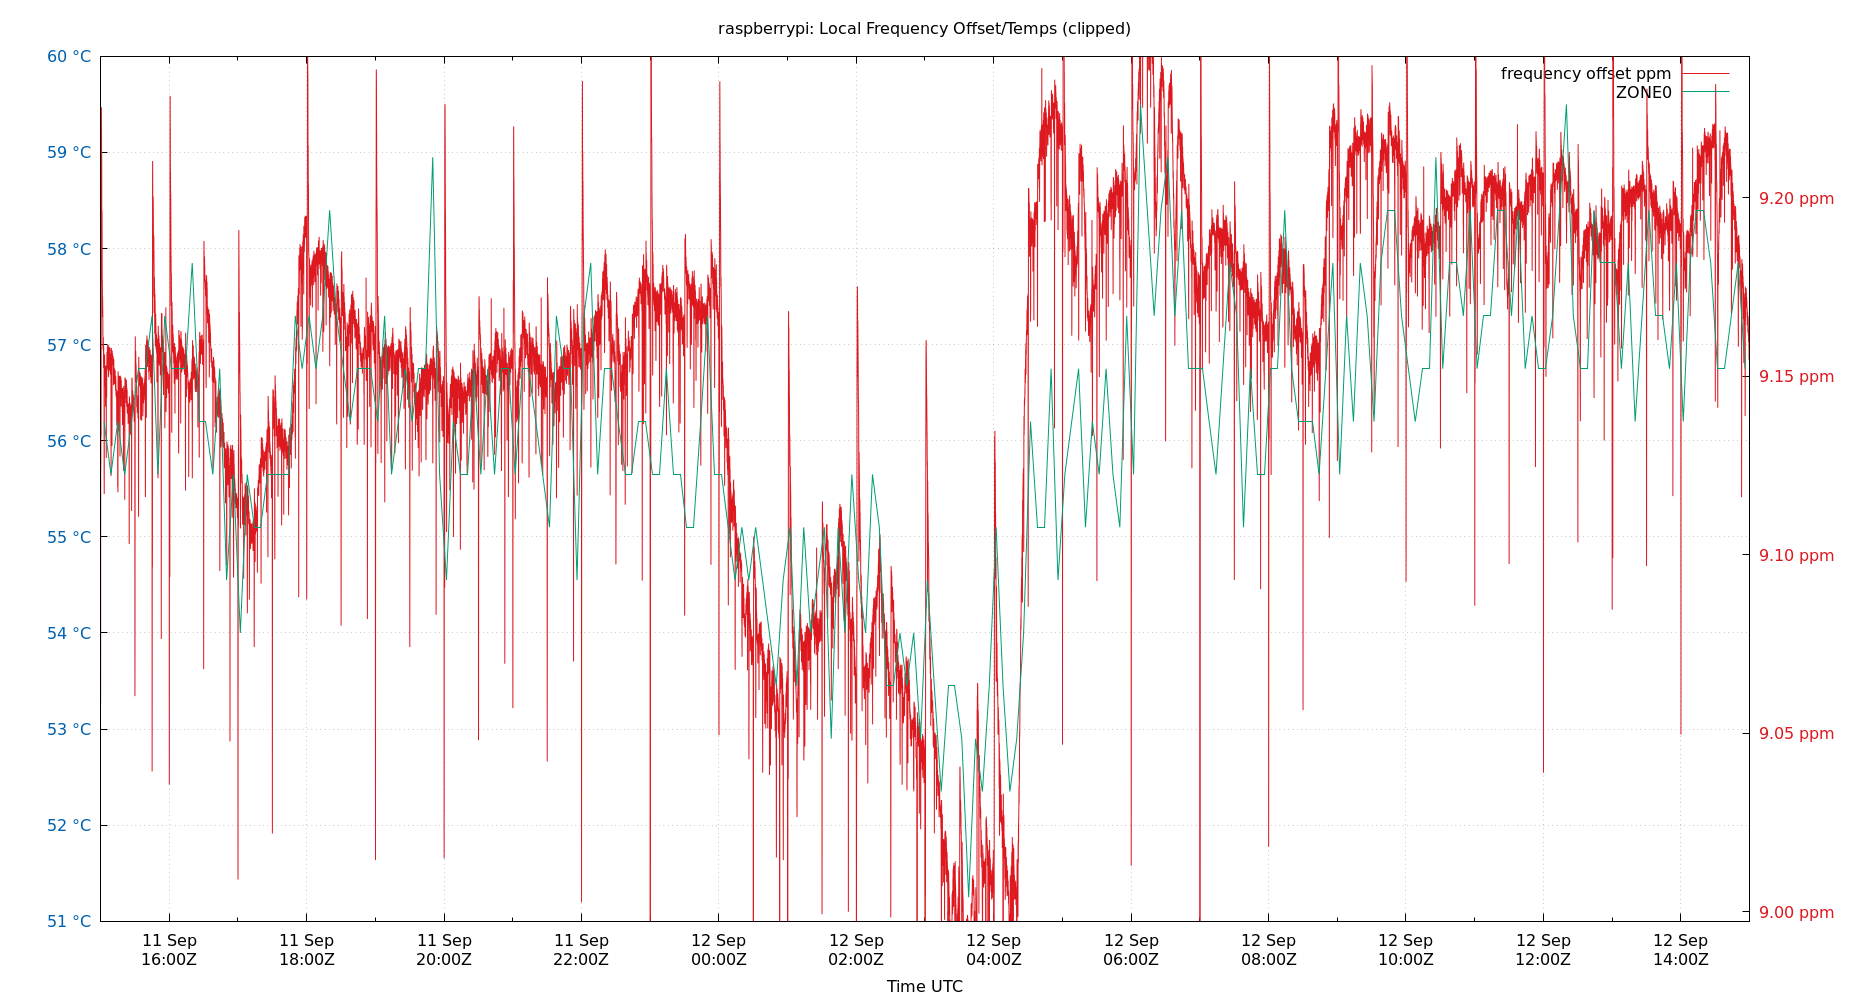 raspberrypi: Local Frequency Offset/Temps (clipped)
60 °C
59 °C
58 °C
57 °C
56 °C
55 °C
54 °C
53 °C
52 °C
51 °C
frequency offset ppm
ZONE0
9.20 ppm
9.15 ppm
9.10 ppm
9.05 ppm
9.00 ppm
11 Sep
16:00Z
11 Sep
18:00Z
11 Sep
20:00Z
11 Sep
22:00Z
12 Sep
00:00Z
12 Sep
02:00Z
12 Sep
04:00Z
12 Sep
06:00Z
12 Sep
08:00Z
12 Sep
10:00Z
12 Sep
12:00Z
12 Sep
14:00Z
Time UTC